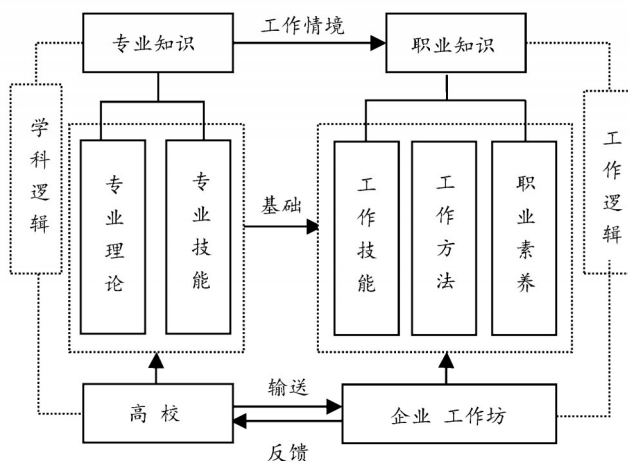 专业知识
工作情境
职业知识
学科逻辑
专业理论
专业技能
基础
工作技能
工作方法
职业素养
工作逻辑
高 校
输送
反馈
企业 工作坊